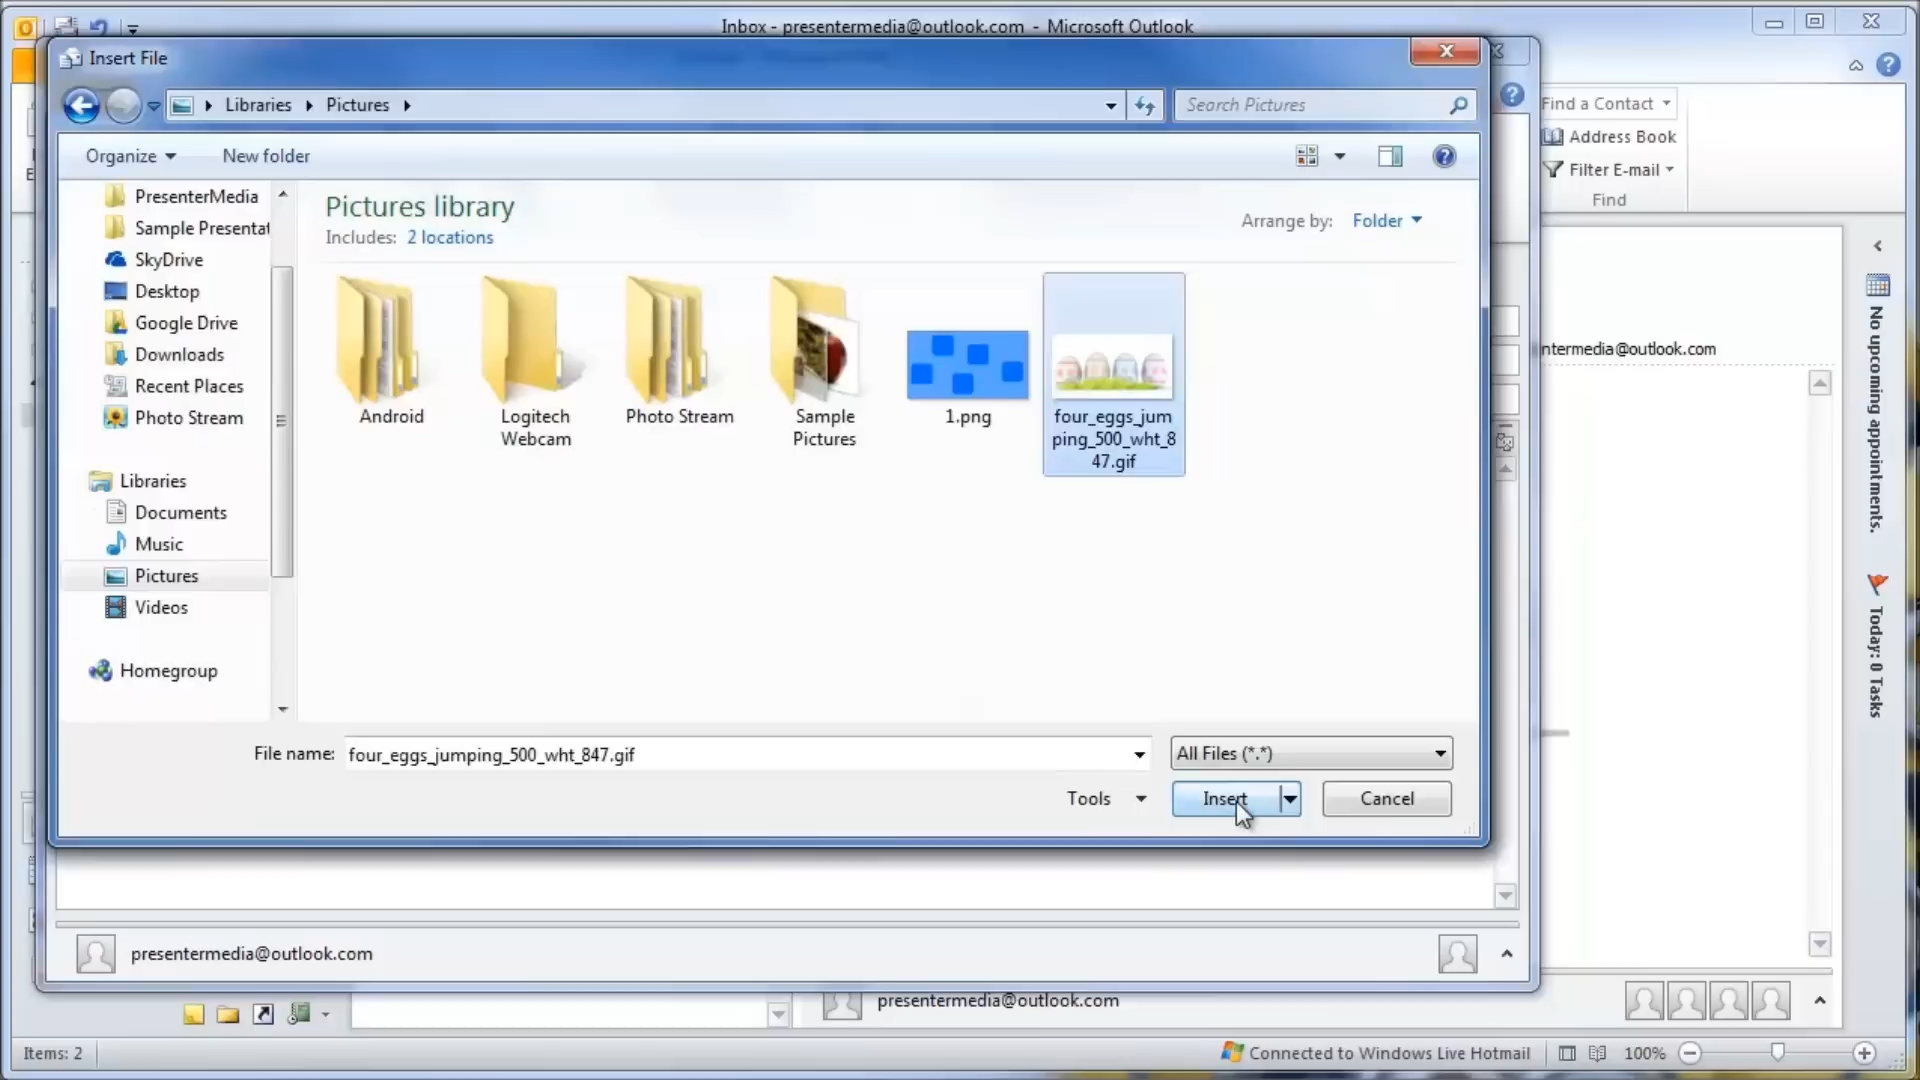 Inbox - presentermedia@outlook.com - Microsoft Outlook
Insert File
Libraries
Pictures
Search Pictures
Find a Contact
Address Book
Filter E-mail
Find
Organize
New folder
PresenterMedia
Sample Presentat
SkyDrive
Desktop
Google Drive
Downloads
Recent Places
Photo Stream
Libraries
Documents
Music
Pictures
Videos
Homegroup
Pictures library
Includes: 2 locations
Arrange by: Folder
Android
Logitech
Webcam
Photo Stream
Sample
Pictures
1.png
four_eggs_jum
ping_500_wht_8
47.gif
ntermedia@outlook.com
No upcoming appointments.
Today: 0 Tasks
File name: four_eggs_jumping_500_wht_847.gif
All Files (*.*)
Tools
Insert
Cancel
presentermedia@outlook.com
presentermedia@outlook.com
Items: 2
Connected to Windows Live Hotmail
100%